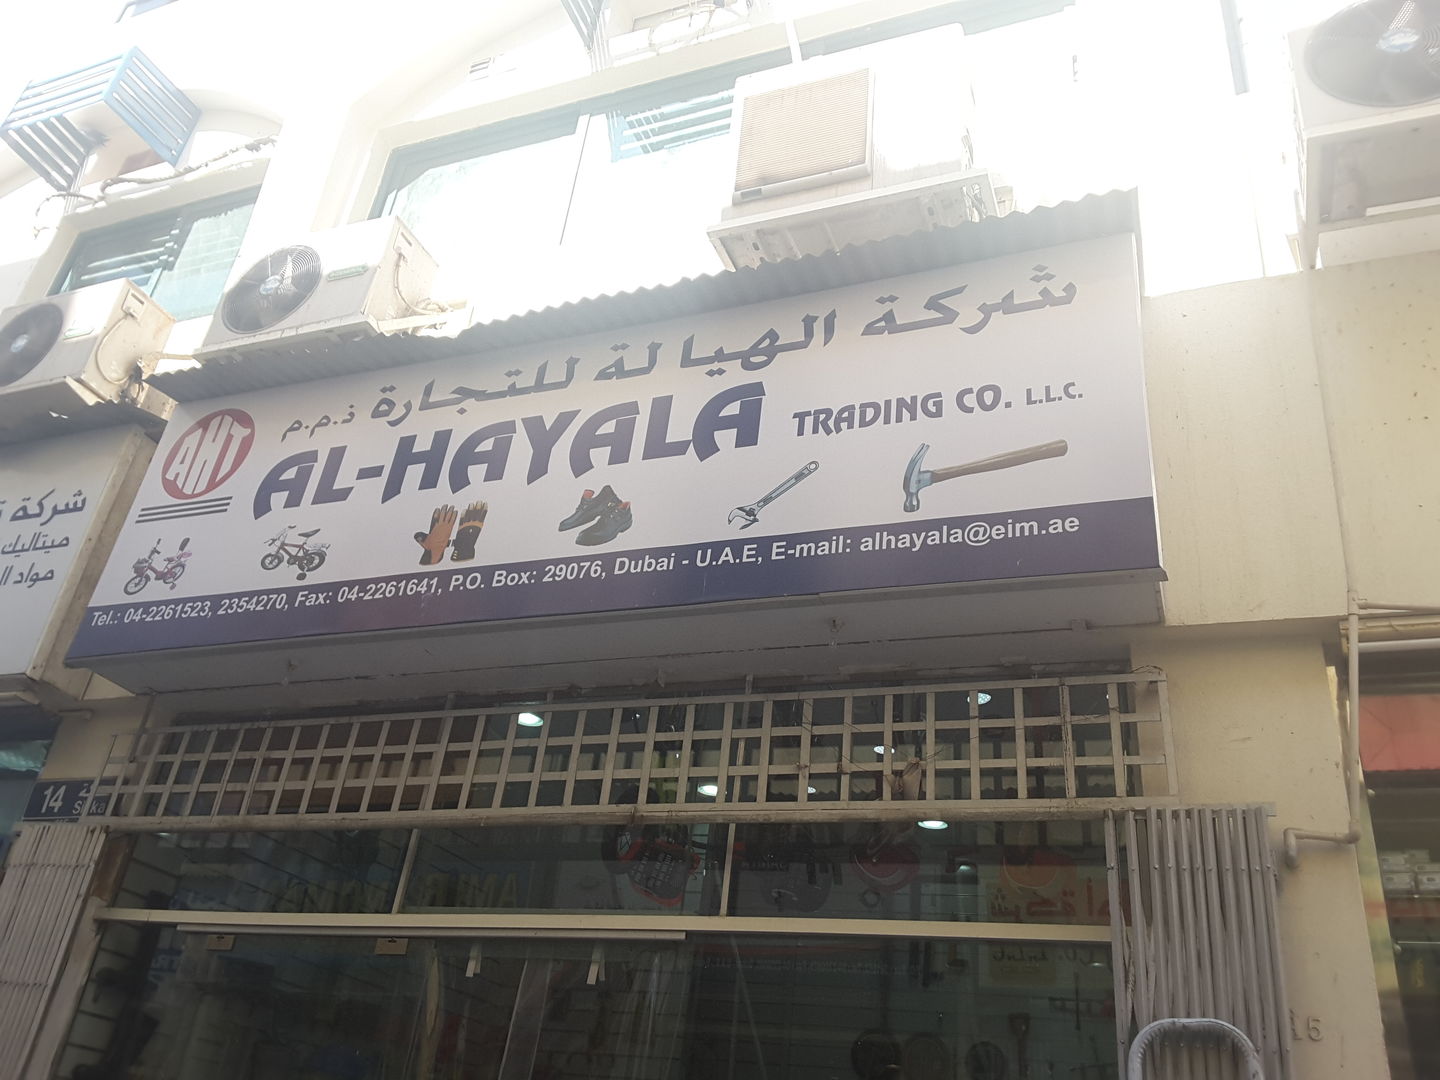 شركة الهيالة للتجارة ذ.م.م
AHT
AL-HAYALA TRADING CO. L.L.C.
Tel.: 04-2261523, 2354270, Fax: 04-2261641, P.O. Box: 29076, Dubai - U.A.E, E-mail: alhayala@eim.ae
شركة
ميتاليك
مواد
14
15